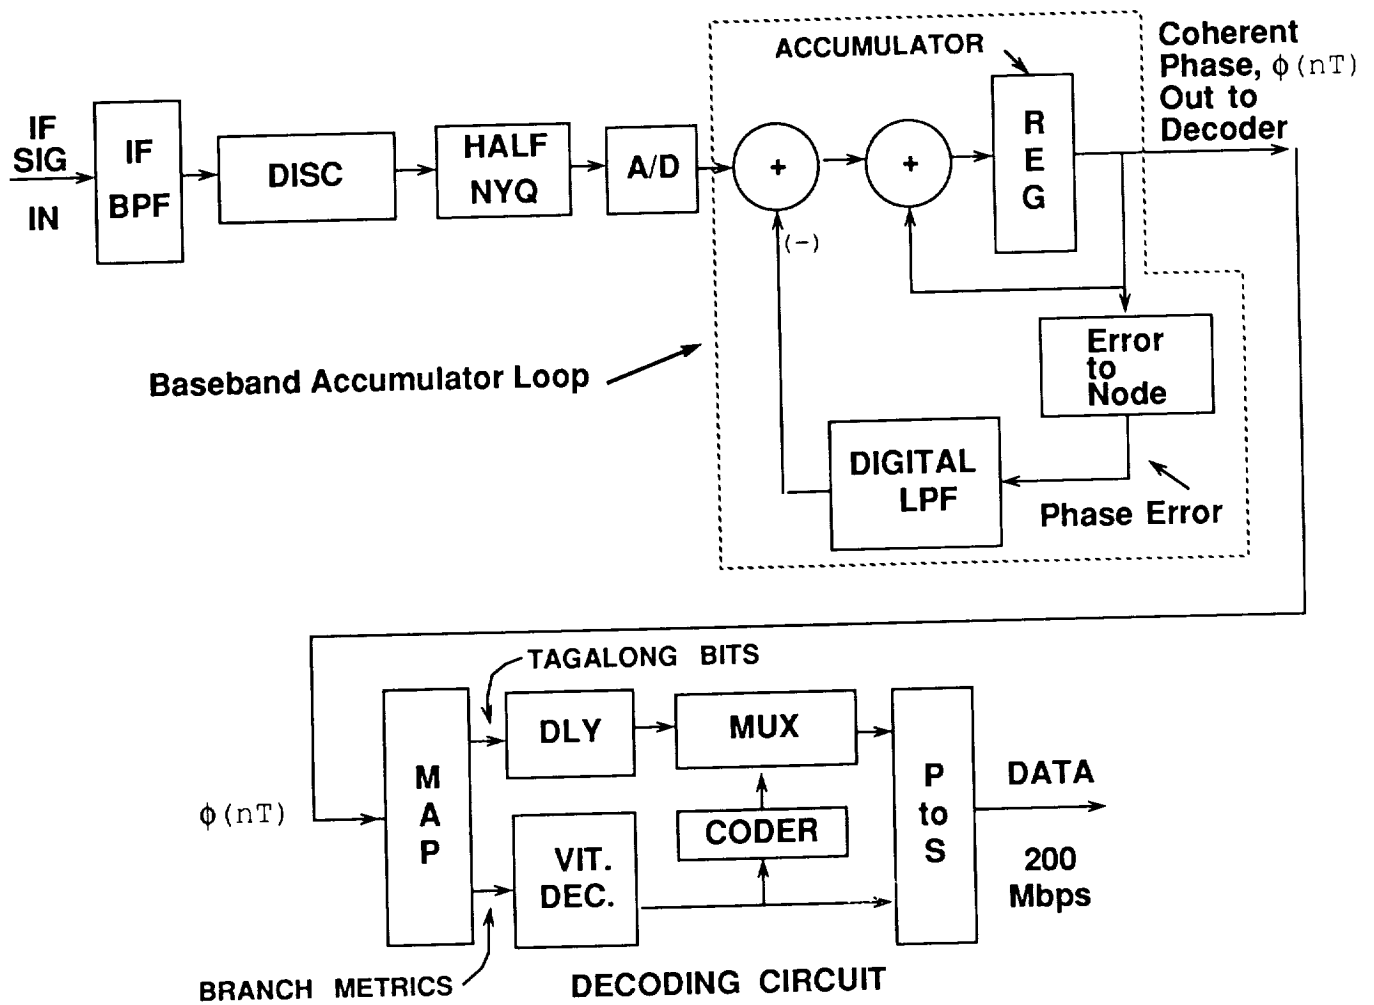 ACCUMULATOR
Coherent
Phase, ϕ(nT)
Out to
Decoder
IF
SIG
IN
IF
BPF
DISC
HALF
NYQ
A/D
+
+
R
E
G
(-)
Error
to
Node
Baseband Accumulator Loop
DIGITAL
LPF
Phase Error
TAGALONG BITS
DLY
MUX
M
A
P
P
to
S
DATA
ϕ(nT)
CODER
VIT.
DEC.
200
Mbps
BRANCH METRICS
DECODING CIRCUIT